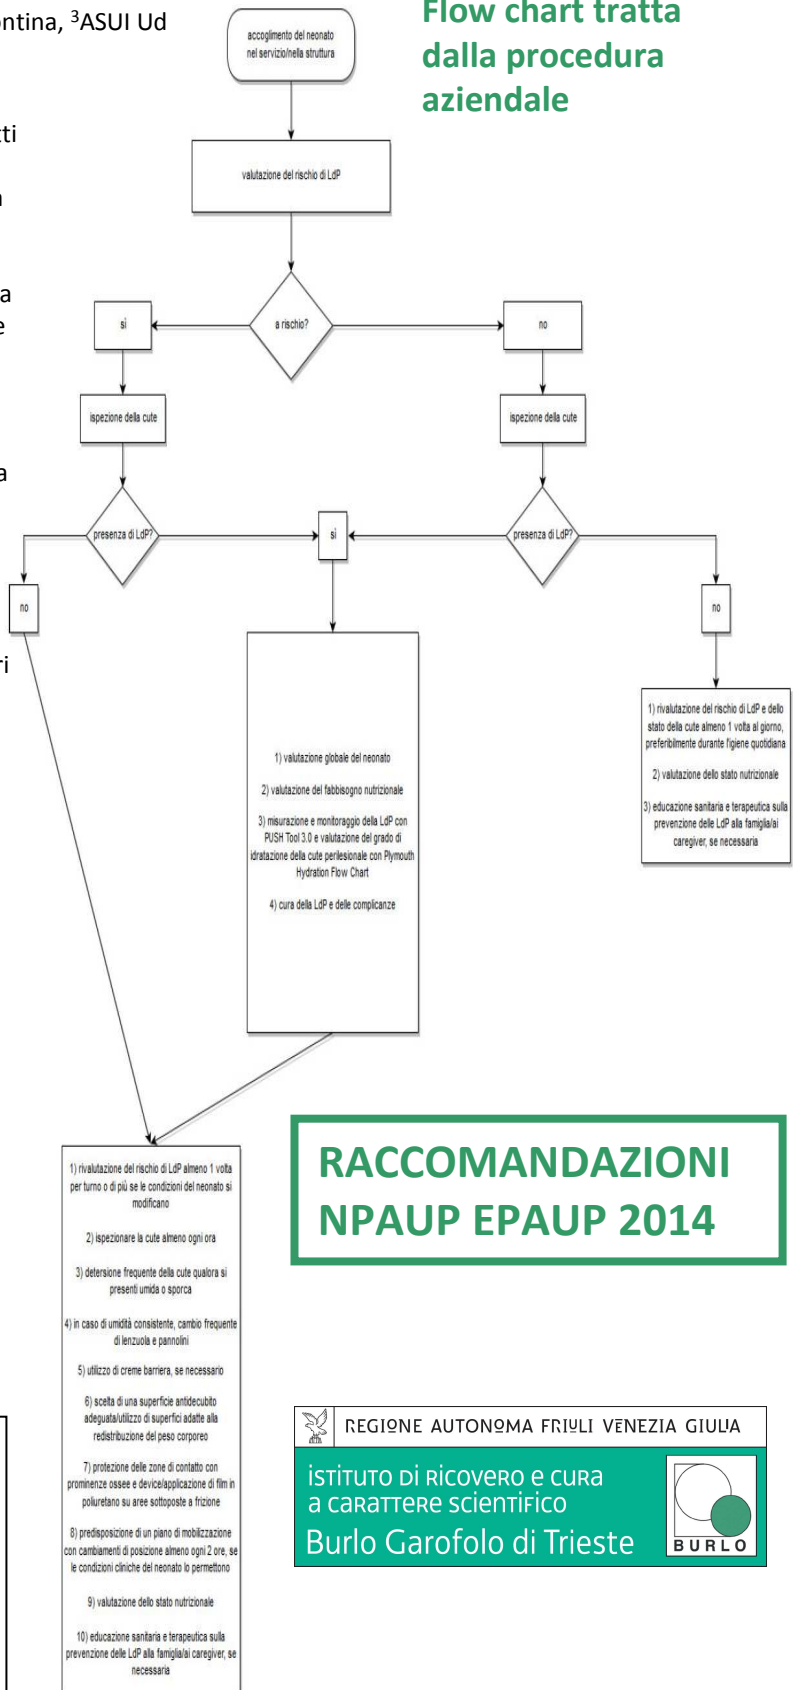 ontina, ³ASUI Ud
Flow chart tratta
dalla procedura
aziendale
accoglimento del neonato
nel servizio/nella struttura
valutazione del rischio di LdP
a rischio?
sì
no
ispezione della cute
ispezione della cute
presenza di LdP?
sì
presenza di LdP?
no
no
1) valutazione globale del neonato
2) valutazione del fabbisogno nutrizionale
3) misurazione e monitoraggio della LdP con
PUSH Tool 3.0 e valutazione del grado di
idratazione della cute perilesionale con Plymouth
Hydration Flow Chart
4) cura della LdP e delle complicanze
1) rivalutazione del rischio di LdP e dello
stato della cute almeno 1 volta al giorno,
preferibilmente durante l'igiene quotidiana
2) valutazione dello stato nutrizionale
3) educazione sanitaria e terapeutica sulla
prevenzione delle LdP alla famiglia/ai
caregiver, se necessaria
1) rivalutazione del rischio di LdP almeno 1 volta
per turno o di più se le condizioni del neonato si
modificano
2) ispezionare la cute almeno ogni ora
3) detersione frequente della cute qualora si
presenti umida o sporca
4) in caso di umidità consistente, cambio frequente
di lenzuola e pannolini
5) utilizzo di creme barriera, se necessario
6) scelta di una superficie antidecubito
adeguata/utilizzo di superfici adatte alla
redistribuzione del peso corporeo
7) protezione delle zone di contatto con
prominenze ossee e device/applicazione di film in
poliuretano su aree sottoposte a frizione
8) predisposizione di un piano di mobilizzazione
con cambiamenti di posizione almeno ogni 2 ore, se
le condizioni cliniche del neonato lo permettono
9) valutazione dello stato nutrizionale
10) educazione sanitaria e terapeutica sulla
prevenzione delle LdP alla famiglia/ai caregiver, se
necessaria
RACCOMANDAZIONI
NPAUP EPAUP 2014
REGIONE AUTONOMA FRIULI VENEZIA GIULIA
istituto di ricovero e cura
a carattere scientifico
Burlo Garofolo di Trieste
BURLO